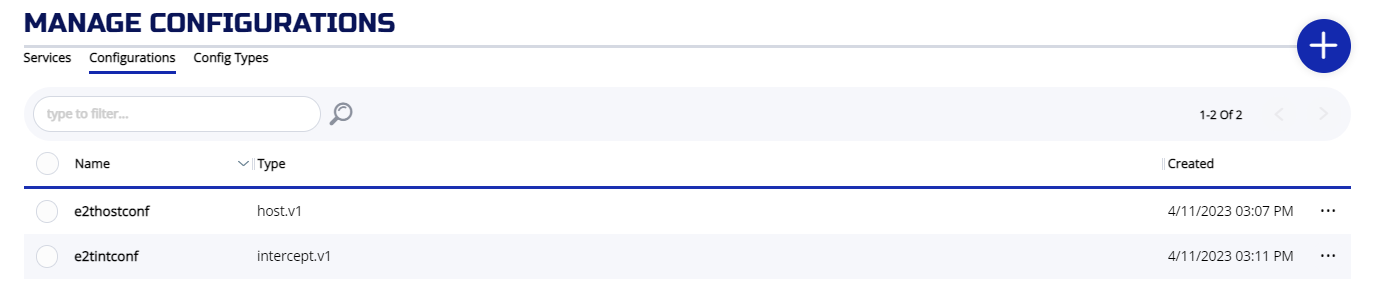 MANAGE CONFIGURATIONS
Services Configurations Config Types
type to filter... 1-2 Of 2
Name Type Created
e2thostconf host.v1 4/11/2023 03:07 PM ...
e2tintconf intercept.v1 4/11/2023 03:11 PM ...